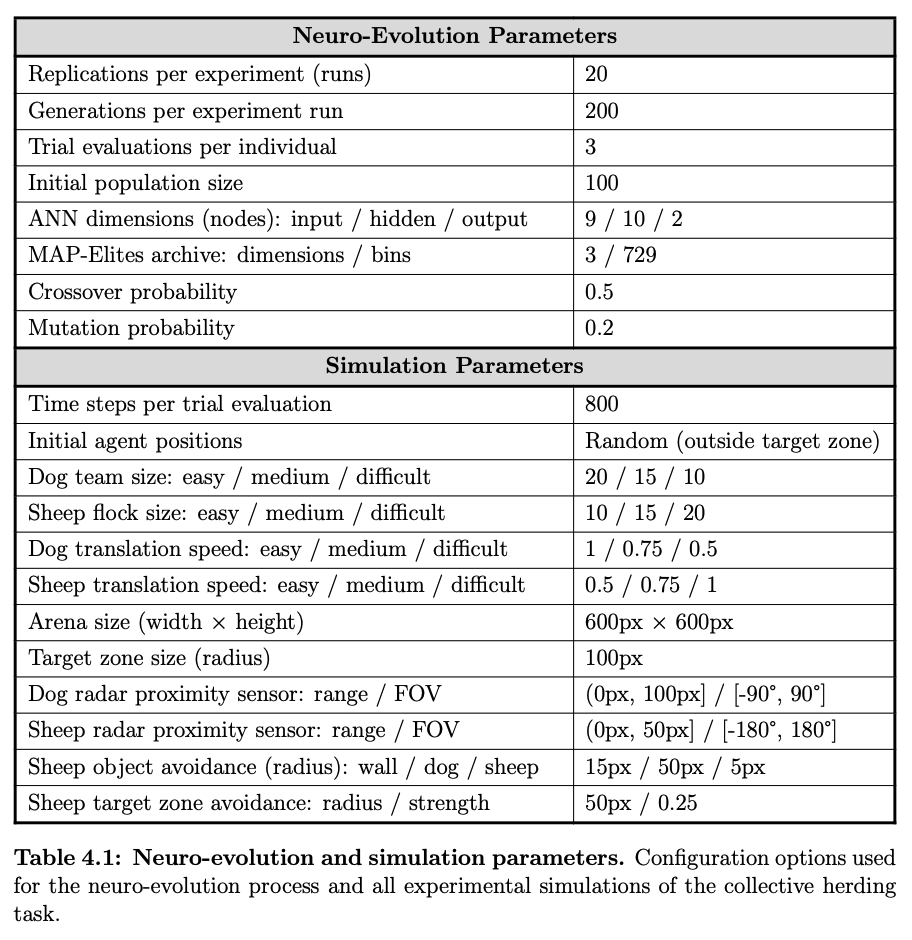 Neuro-Evolution Parameters
Replications per experiment (runs) 20
Generations per experiment run 200
Trial evaluations per individual 3
Initial population size 100
ANN dimensions (nodes): input / hidden / output 9 / 10 / 2
MAP-Elites archive: dimensions / bins 3 / 729
Crossover probability 0.5
Mutation probability 0.2
Simulation Parameters
Time steps per trial evaluation 800
Initial agent positions Random (outside target zone)
Dog team size: easy / medium / difficult 20 / 15 / 10
Sheep flock size: easy / medium / difficult 10 / 15 / 20
Dog translation speed: easy / medium / difficult 1 / 0.75 / 0.5
Sheep translation speed: easy / medium / difficult 0.5 / 0.75 / 1
Arena size (width × height) 600px × 600px
Target zone size (radius) 100px
Dog radar proximity sensor: range / FOV (0px, 100px] / [-90°, 90°]
Sheep radar proximity sensor: range / FOV (0px, 50px] / [-180°, 180°]
Sheep object avoidance (radius): wall / dog / sheep 15px / 50px / 5px
Sheep target zone avoidance: radius / strength 50px / 0.25
Table 4.1: Neuro-evolution and simulation parameters. Configuration options used
for the neuro-evolution process and all experimental simulations of the collective herding
task.